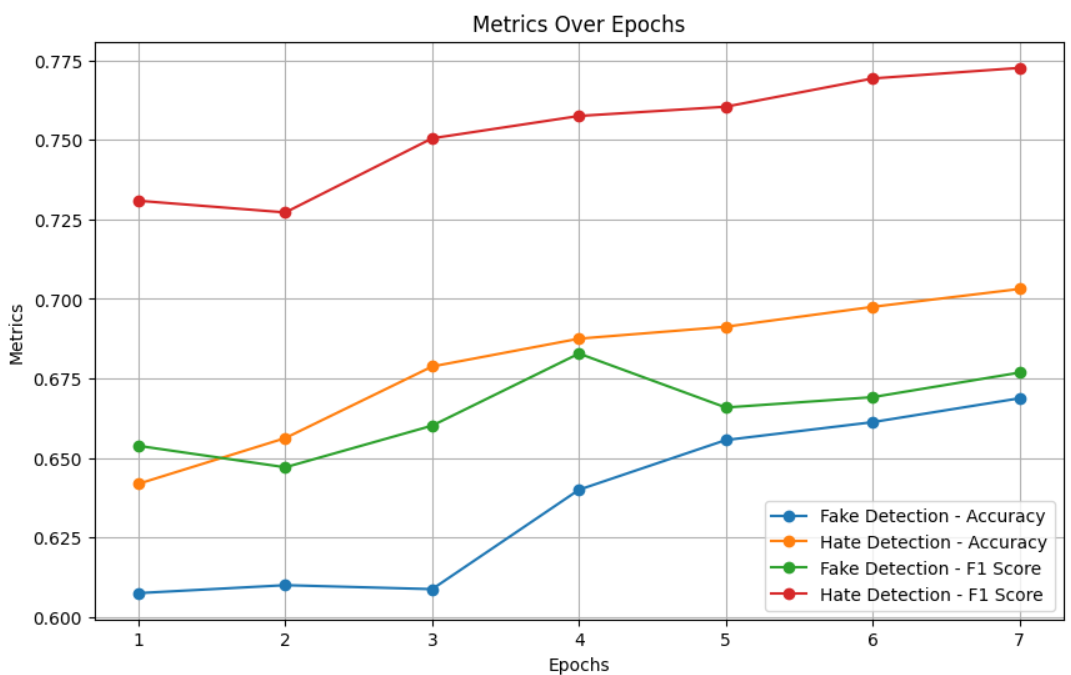 Metrics Over Epochs
0.775
0.750
0.725
0.700
0.675
0.650
0.625
0.600
Metrics
Fake Detection - Accuracy
Hate Detection - Accuracy
Fake Detection - F1 Score
Hate Detection - F1 Score
1 2 3 4 5 6 7
Epochs